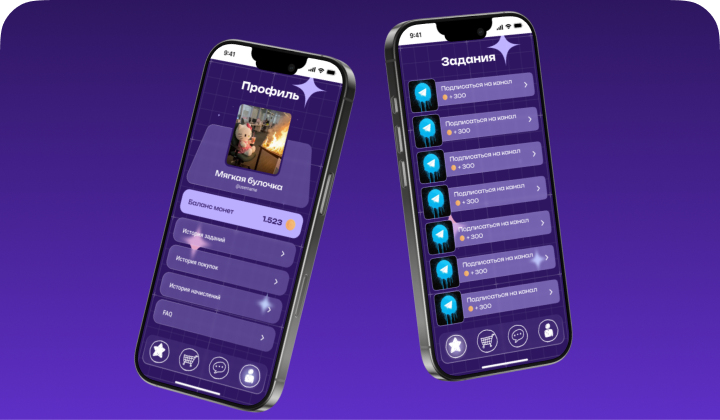 9:41
Профиль
Мягкая булочка
Баланс монет
1.523
История заданий
История покупок
История начислений
FAQ
9:41
Задания
Подписаться на канал
+ 300
Подписаться на канал
+ 300
Подписаться на канал
+ 300
Подписаться на канал
+ 300
Подписаться на канал
+ 300
Подписаться на канал
+ 300
Подписаться на канал
+ 300